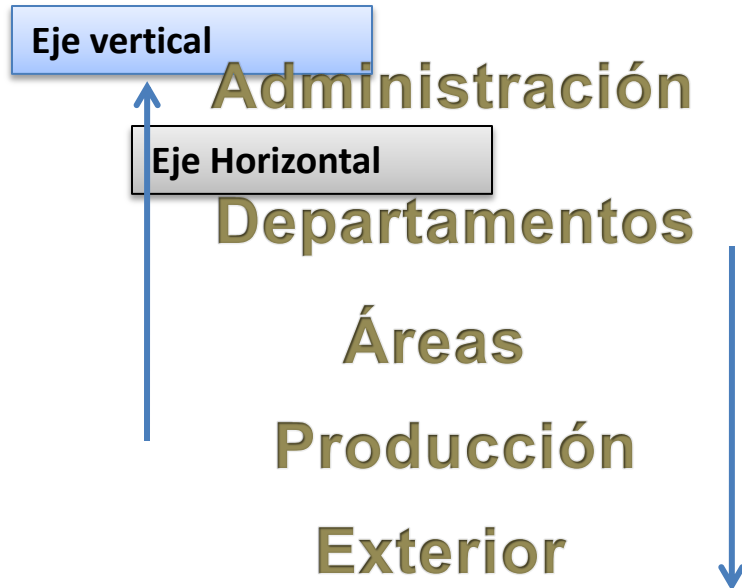 Eje vertical
Administración
Eje Horizontal
Departamentos
Áreas
Producción
Exterior